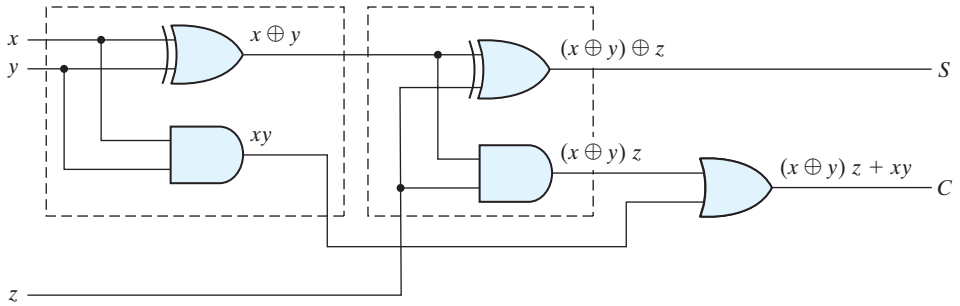 x
y
x ⊕ y
xy
(x ⊕ y) ⊕ z
S
(x ⊕ y) z
(x ⊕ y) z + xy
C
z